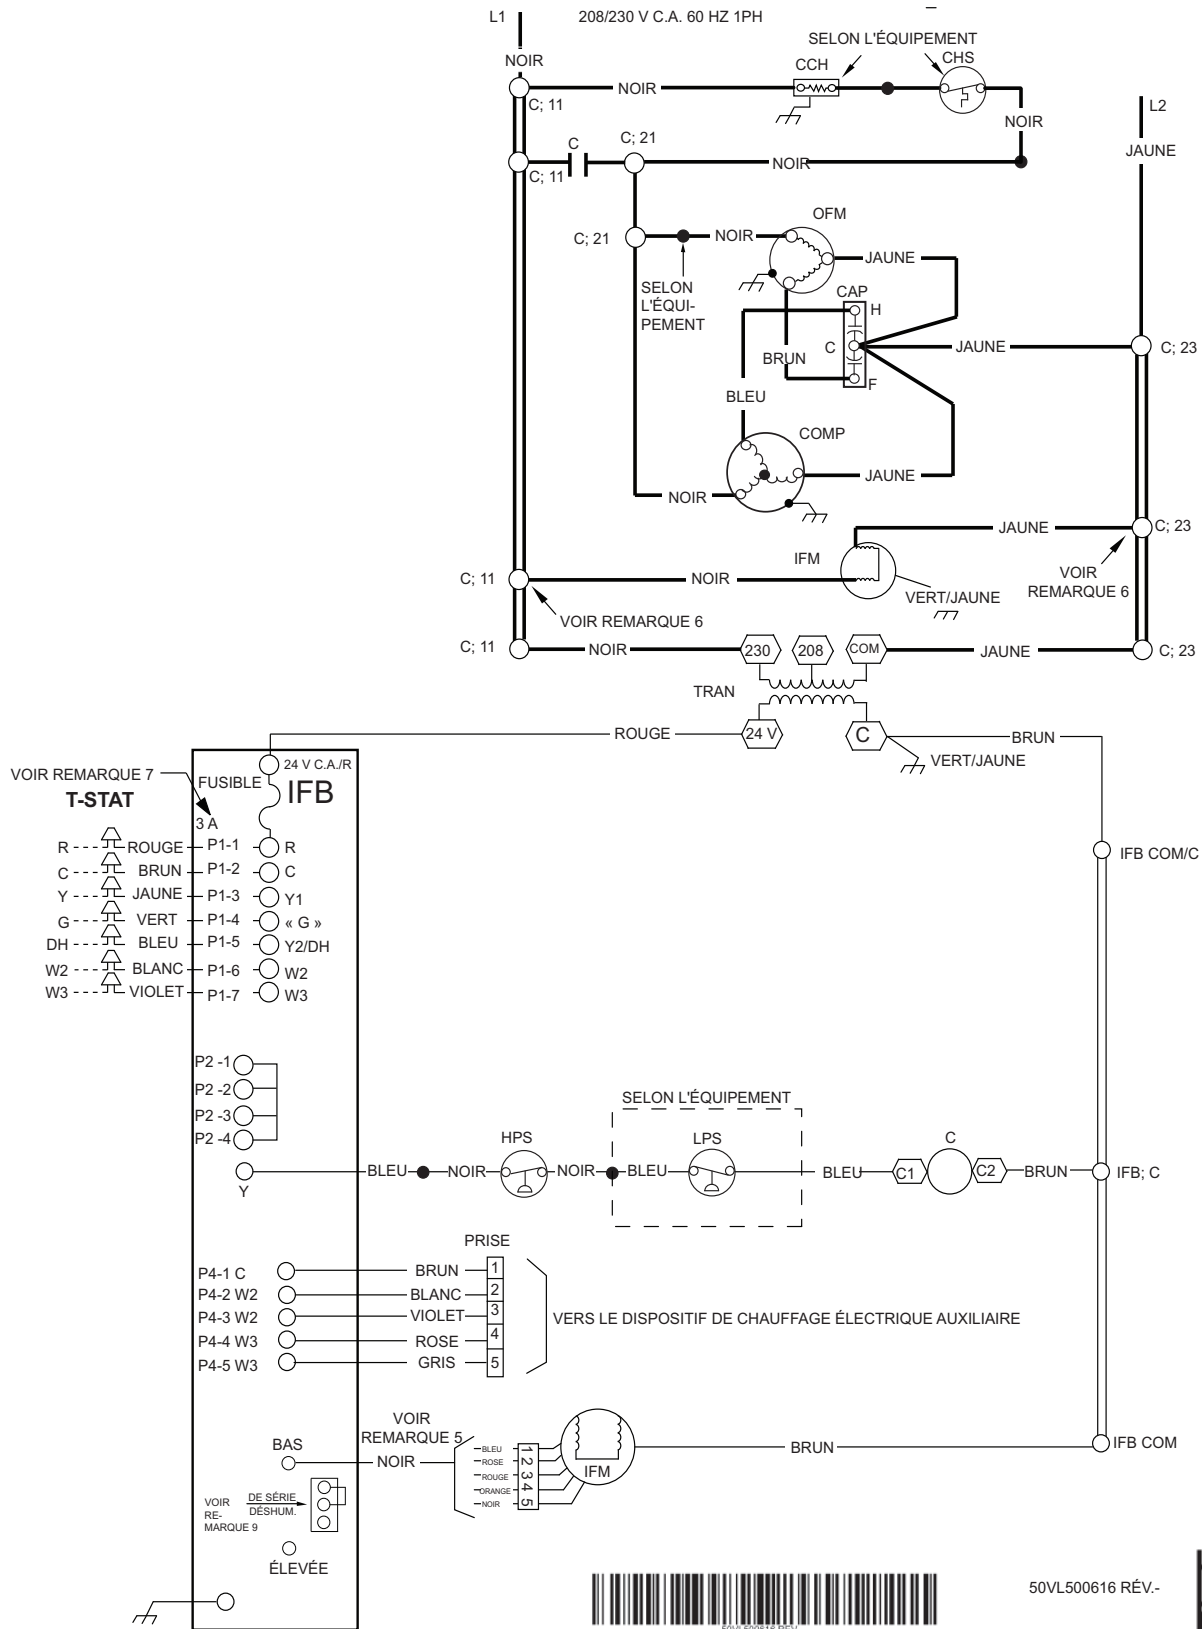 L1
208/230 V C.A. 60 HZ 1PH
SELON L'ÉQUIPEMENT
NOIR
CCH
CHS
NOIR
C; 11
L2
NOIR
C
C; 21
JAUNE
C; 11
NOIR
OFM
C; 21
NOIR
JAUNE
SELON
L'ÉQUI-
PEMENT
CAP
H
BRUN
C
JAUNE
C; 23
F
BLEU
COMP
JAUNE
NOIR
JAUNE
C; 23
IFM
C; 11
NOIR
VERT/JAUNE
VOIR
REMARQUE 6
VOIR REMARQUE 6
C; 11
NOIR
230
208
COM
JAUNE
C; 23
TRAN
ROUGE
24 V
C
BRUN
VERT/JAUNE
VOIR REMARQUE 7
FUSIBLE
24 V C.A./R
IFB
T-STAT
3 A
R ROUGE P1-1 R
C BRUN P1-2 C
Y JAUNE P1-3 Y1
G VERT P1-4 « G »
DH BLEU P1-5 Y2/DH
W2 BLANC P1-6 W2
W3 VIOLET P1-7 W3
IFB COM/C
P2 -1
P2 -2
P2 -3
P2 -4
SELON L'ÉQUIPEMENT
HPS
LPS
C
Y
BLEU
NOIR
NOIR
BLEU
BLEU
C1
C2
BRUN
IFB; C
PRISE
P4-1 C BRUN 1
P4-2 W2 BLANC 2
P4-3 W2 VIOLET 3
P4-4 W3 ROSE 4
P4-5 W3 GRIS 5
VERS LE DISPOSITIF DE CHAUFFAGE ÉLECTRIQUE AUXILIAIRE
VOIR
REMARQUE 5
BAS
NOIR
BLEU 1
ROSE 2
ROUGE 3
ORANGE 4
NOIR 5
IFM
BRUN
IFB COM
VOIR
RE-
MARQUE 9
DE SÉRIE
DÉSHUM.
ÉLEVÉE
50VL500616 RÉV.-